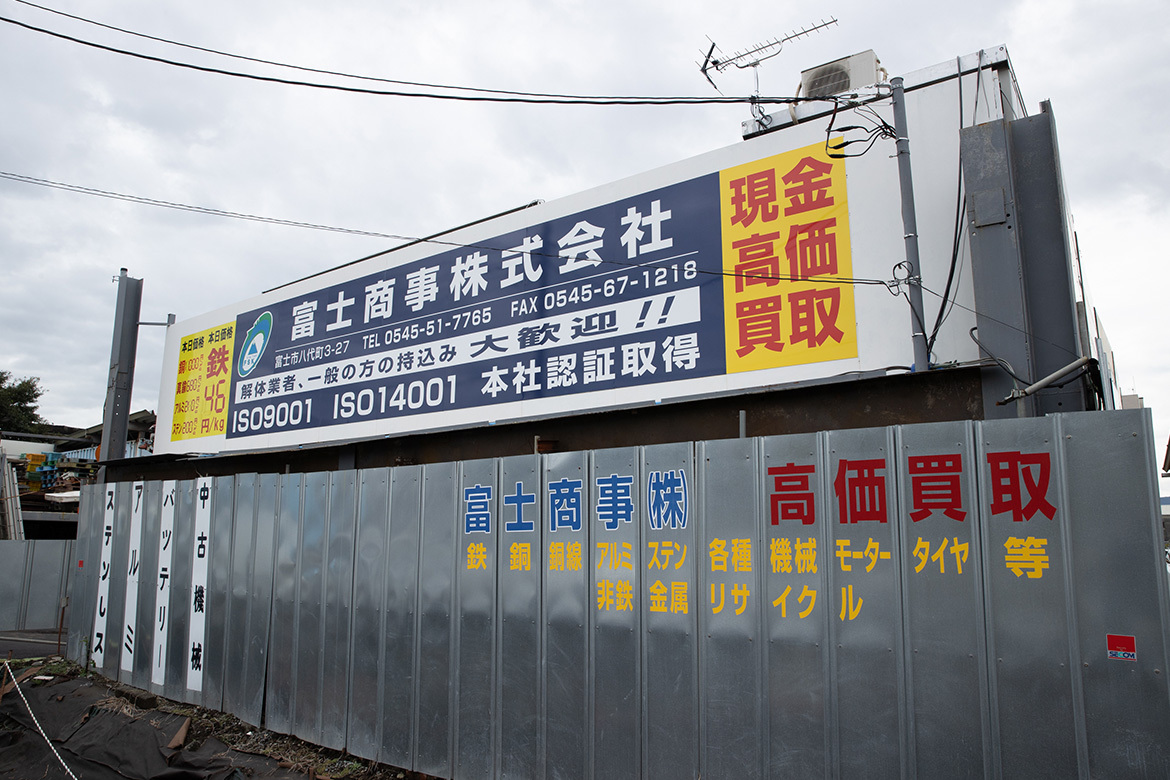 本日価格 本日価格
鉄
46
円/kg
富士商事株式会社
富士市八代町3-27 TEL 0545-51-7765 FAX 0545-67-1218
解体業者、一般の方の持込み 大歓迎!!
ISO9001 ISO14001 本社認証取得
現金
高価
買取
富士商事㈱ 高価買取
鉄 銅 銅線 アルミ ステン 各種 機械 モーター タイヤ 等
非鉄 金属 リサイクル
ステンレス
アルミ
バッテリー
中古機械
SECOM